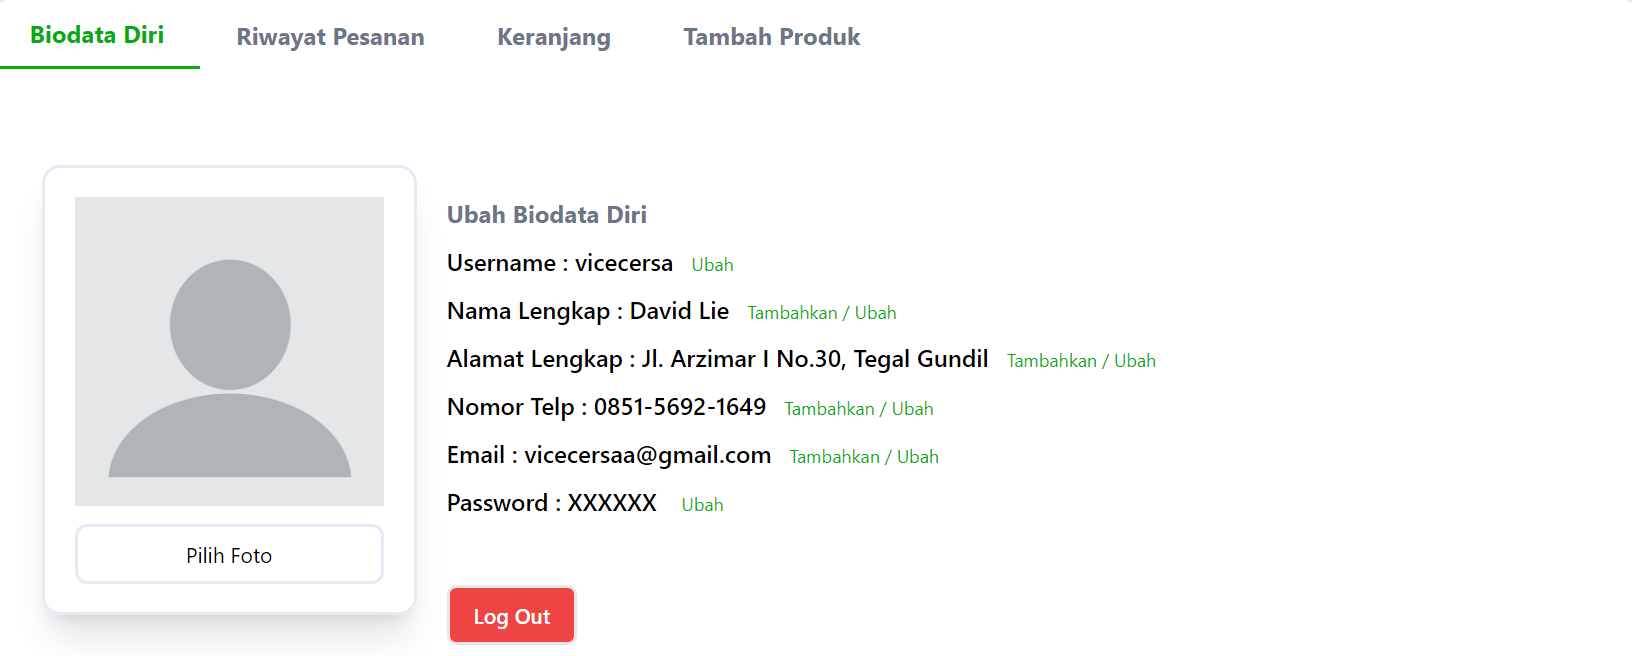 Biodata Diri Riwayat Pesanan Keranjang Tambah Produk
Ubah Biodata Diri
Username : vicecersa Ubah
Nama Lengkap : David Lie Tambahkan / Ubah
Alamat Lengkap : Jl. Arzimar I No.30, Tegal Gundil Tambahkan / Ubah
Nomor Telp : 0851-5692-1649 Tambahkan / Ubah
Email : vicecersaa@gmail.com Tambahkan / Ubah
Password : XXXXXX Ubah
Pilih Foto
Log Out